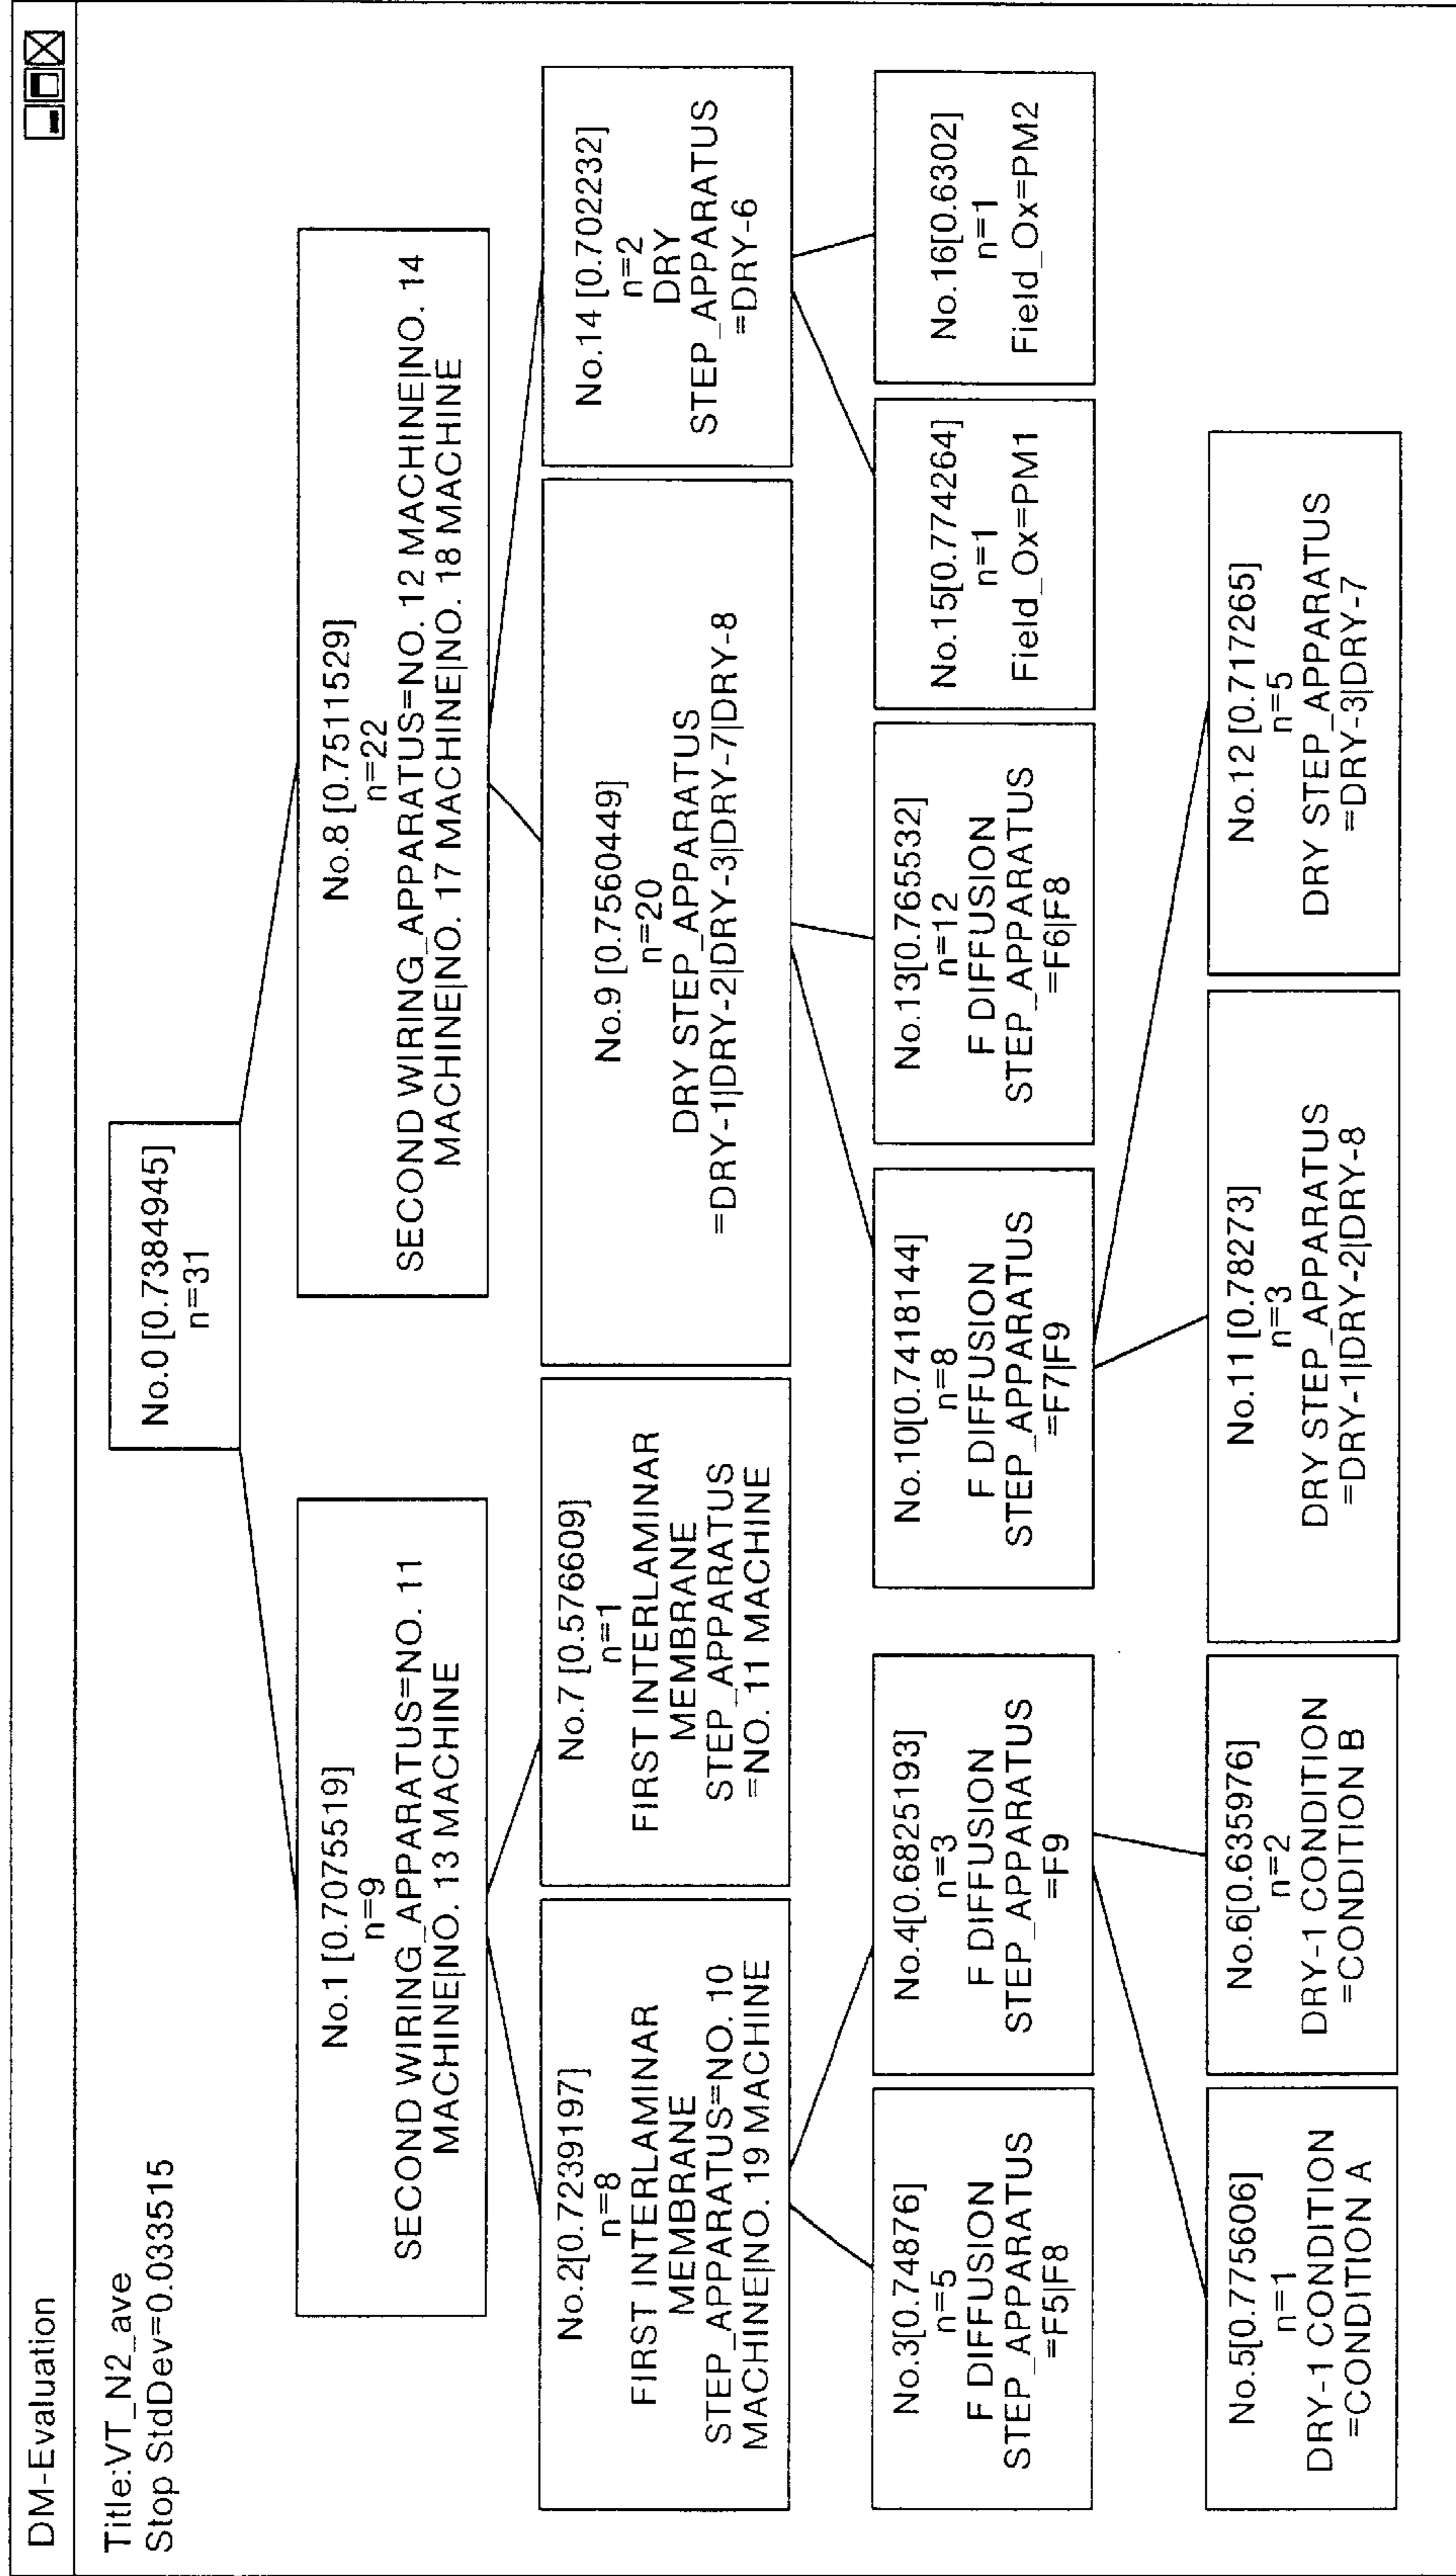 DM-Evaluation
Title:VT_N2_ave
Stop StdDev=0.033515
No.0 [0.7384945]
n=31
No.1 [0.7075519]
n=9
SECOND WIRING_APPARATUS=NO. 11
MACHINE|NO. 13 MACHINE
No.8 [0.7511529]
n=22
SECOND WIRING_APPARATUS=NO. 12 MACHINE|NO. 14
MACHINE|NO. 17 MACHINE|NO. 18 MACHINE
No.2[0.7239197]
n=8
FIRST INTERLAMINAR
MEMBRANE
STEP_APPARATUS=NO. 10
MACHINE|NO. 19 MACHINE
No.7 [0.576609]
n=1
FIRST INTERLAMINAR
MEMBRANE
STEP_APPARATUS
=NO. 11 MACHINE
No.9 [0.7560449]
n=20
DRY STEP_APPARATUS
=DRY-1|DRY-2|DRY-3|DRY-7|DRY-8
No.14 [0.702232]
n=2
DRY
STEP_APPARATUS
=DRY-6
No.3[0.74876]
n=5
F DIFFUSION
STEP_APPARATUS
=F5|F8
No.4[0.6825193]
n=3
F DIFFUSION
STEP_APPARATUS
=F9
No.10[0.7418144]
n=8
F DIFFUSION
STEP_APPARATUS
=F7|F9
No.13[0.765532]
n=12
F DIFFUSION
STEP_APPARATUS
=F6|F8
No.15[0.774264]
n=1
Field_Ox=PM1
No.16[0.6302]
n=1
Field_Ox=PM2
No.5[0.775606]
n=1
DRY-1 CONDITION
=CONDITION A
No.6[0.635976]
n=2
DRY-1 CONDITION
=CONDITION B
No.11 [0.78273]
n=3
DRY STEP_APPARATUS
=DRY-1|DRY-2|DRY-8
No.12 [0.717265]
n=5
DRY STEP_APPARATUS
=DRY-3|DRY-7